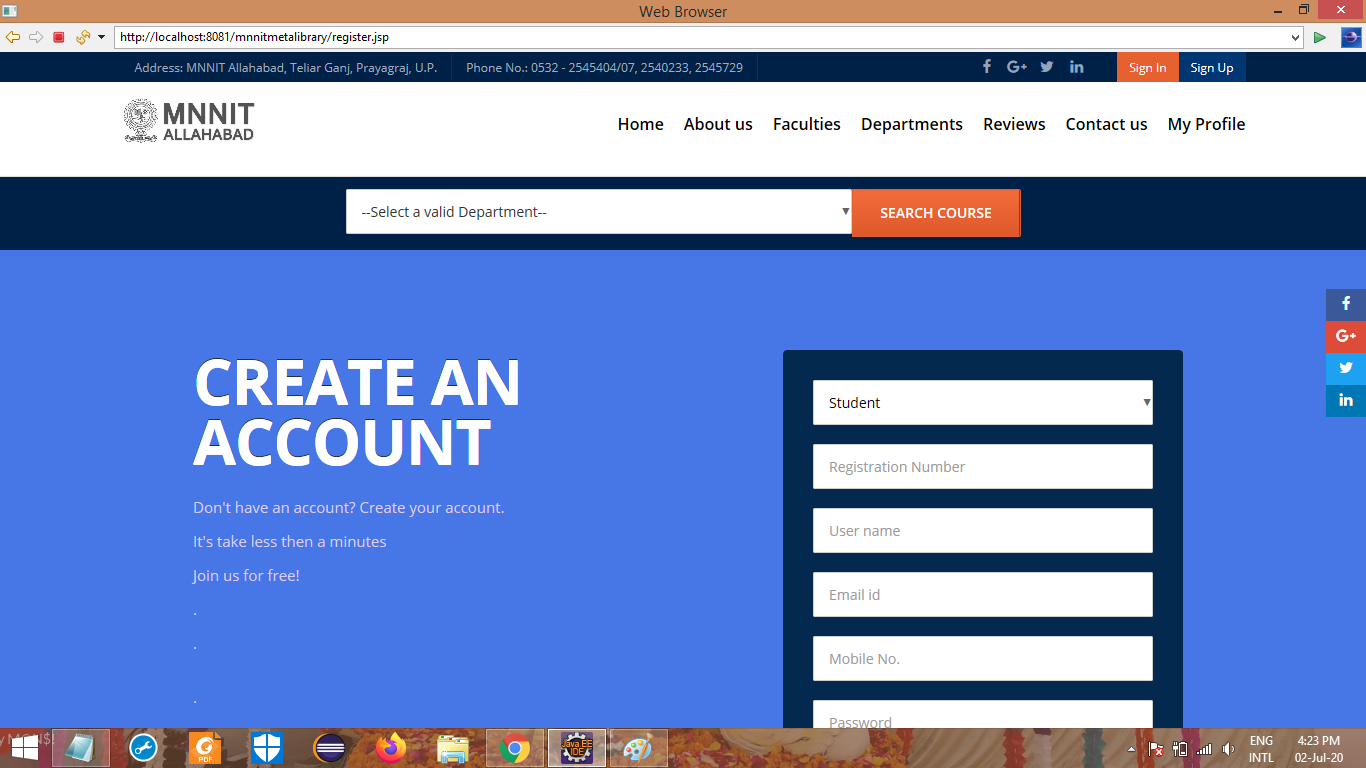 Web Browser
http://localhost:8081/mnnitmetalibrary/register.jsp
Address: MNNIT Allahabad, Teliar Ganj, Prayagraj, U.P. Phone No.: 0532 - 2545404/07, 2540233, 2545729 Sign In Sign Up
MNNIT
ALLAHABAD
Home About us Faculties Departments Reviews Contact us My Profile
--Select a valid Department-- SEARCH COURSE
CREATE AN
ACCOUNT
Don't have an account? Create your account.
It's take less then a minutes
Join us for free!
.
.
.
Student
Registration Number
User name
Email id
Mobile No.
Password
PDF
Java EE
IDE
ENG
INTL
4:23 PM
02-Jul-20